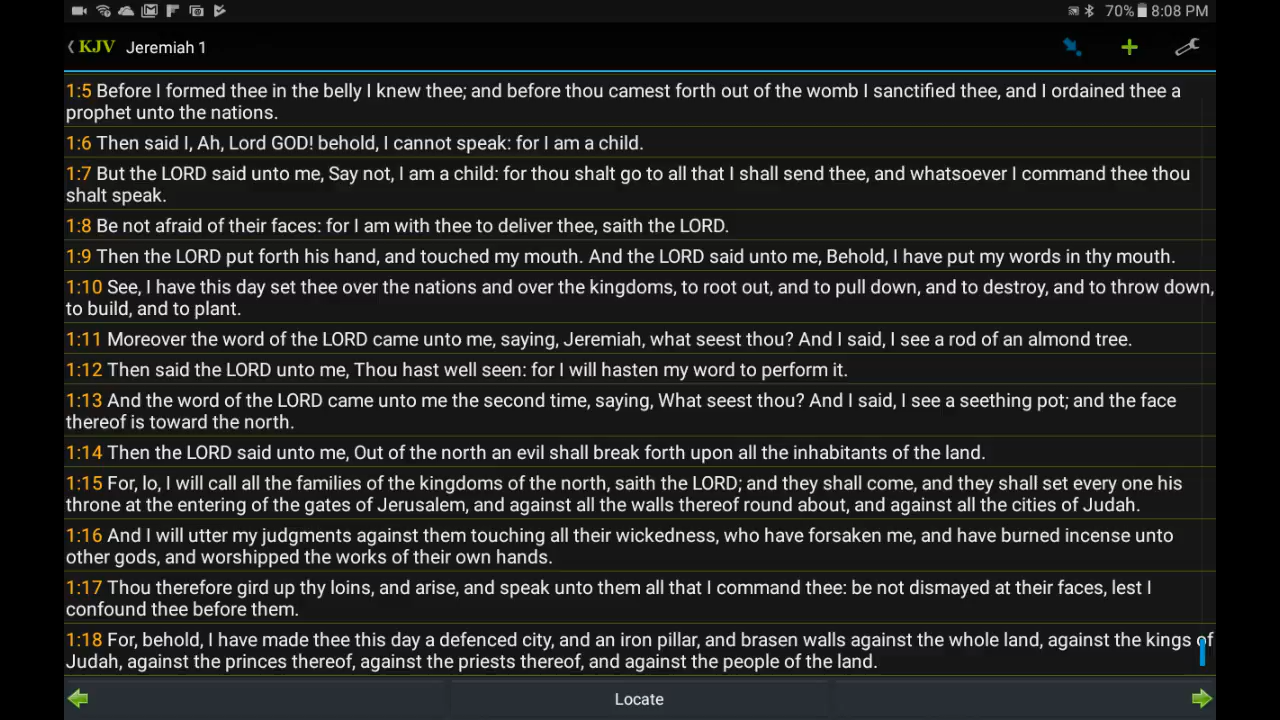 70% 8:08 PM
KJV Jeremiah 1
1:5 Before I formed thee in the belly I knew thee; and before thou camest forth out of the womb I sanctified thee, and I ordained thee a
prophet unto the nations.
1:6 Then said I, Ah, Lord GOD! behold, I cannot speak: for I am a child.
1:7 But the LORD said unto me, Say not, I am a child: for thou shalt go to all that I shall send thee, and whatsoever I command thee thou
shalt speak.
1:8 Be not afraid of their faces: for I am with thee to deliver thee, saith the LORD.
1:9 Then the LORD put forth his hand, and touched my mouth. And the LORD said unto me, Behold, I have put my words in thy mouth.
1:10 See, I have this day set thee over the nations and over the kingdoms, to root out, and to pull down, and to destroy, and to throw down,
to build, and to plant.
1:11 Moreover the word of the LORD came unto me, saying, Jeremiah, what seest thou? And I said, I see a rod of an almond tree.
1:12 Then said the LORD unto me, Thou hast well seen: for I will hasten my word to perform it.
1:13 And the word of the LORD came unto me the second time, saying, What seest thou? And I said, I see a seething pot; and the face
thereof is toward the north.
1:14 Then the LORD said unto me, Out of the north an evil shall break forth upon all the inhabitants of the land.
1:15 For, lo, I will call all the families of the kingdoms of the north, saith the LORD; and they shall come, and they shall set every one his
throne at the entering of the gates of Jerusalem, and against all the walls thereof round about, and against all the cities of Judah.
1:16 And I will utter my judgments against them touching all their wickedness, who have forsaken me, and have burned incense unto
other gods, and worshipped the works of their own hands.
1:17 Thou therefore gird up thy loins, and arise, and speak unto them all that I command thee: be not dismayed at their faces, lest I
confound thee before them.
1:18 For, behold, I have made thee this day a defenced city, and an iron pillar, and brasen walls against the whole land, against the kings of
Judah, against the princes thereof, against the priests thereof, and against the people of the land.
Locate